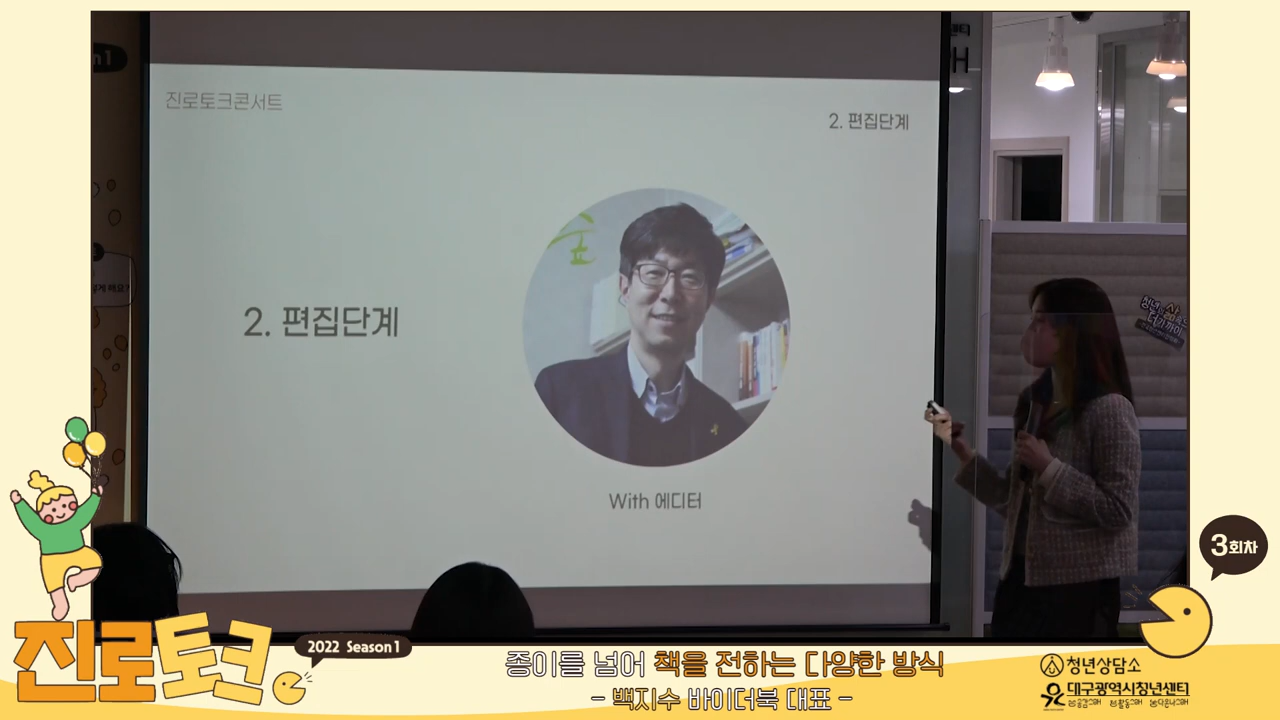 진로토크콘서트
2. 편집단계
숲
2. 편집단계
With 에디터
H
3회차
진로토크
2022 Season 1
종이를 넘어 책을 전하는 다양한 방식
- 백지수 바이더북 대표 -
청년상담소
대구광역시청년센터